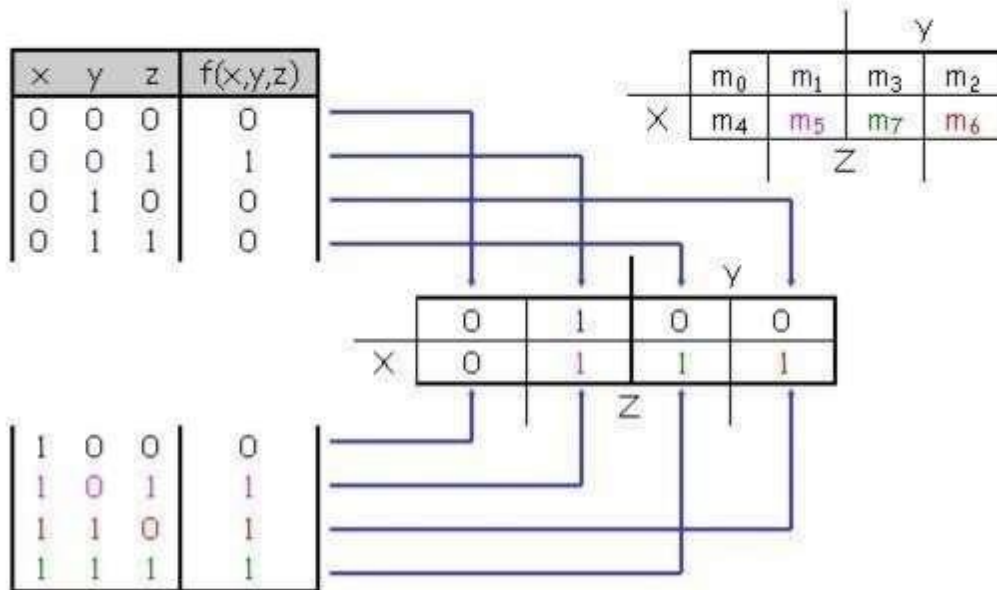 x y z f(x,y,z)
0 0 0 0
0 0 1 1
0 1 0 0
0 1 1 0
y
m0 m1 m3 m2
X m4 m5 m7 m6
Z
y
0 1 0 0
X 0 1 1 1
Z
1 0 0 0
1 0 1 1
1 1 0 1
1 1 1 1